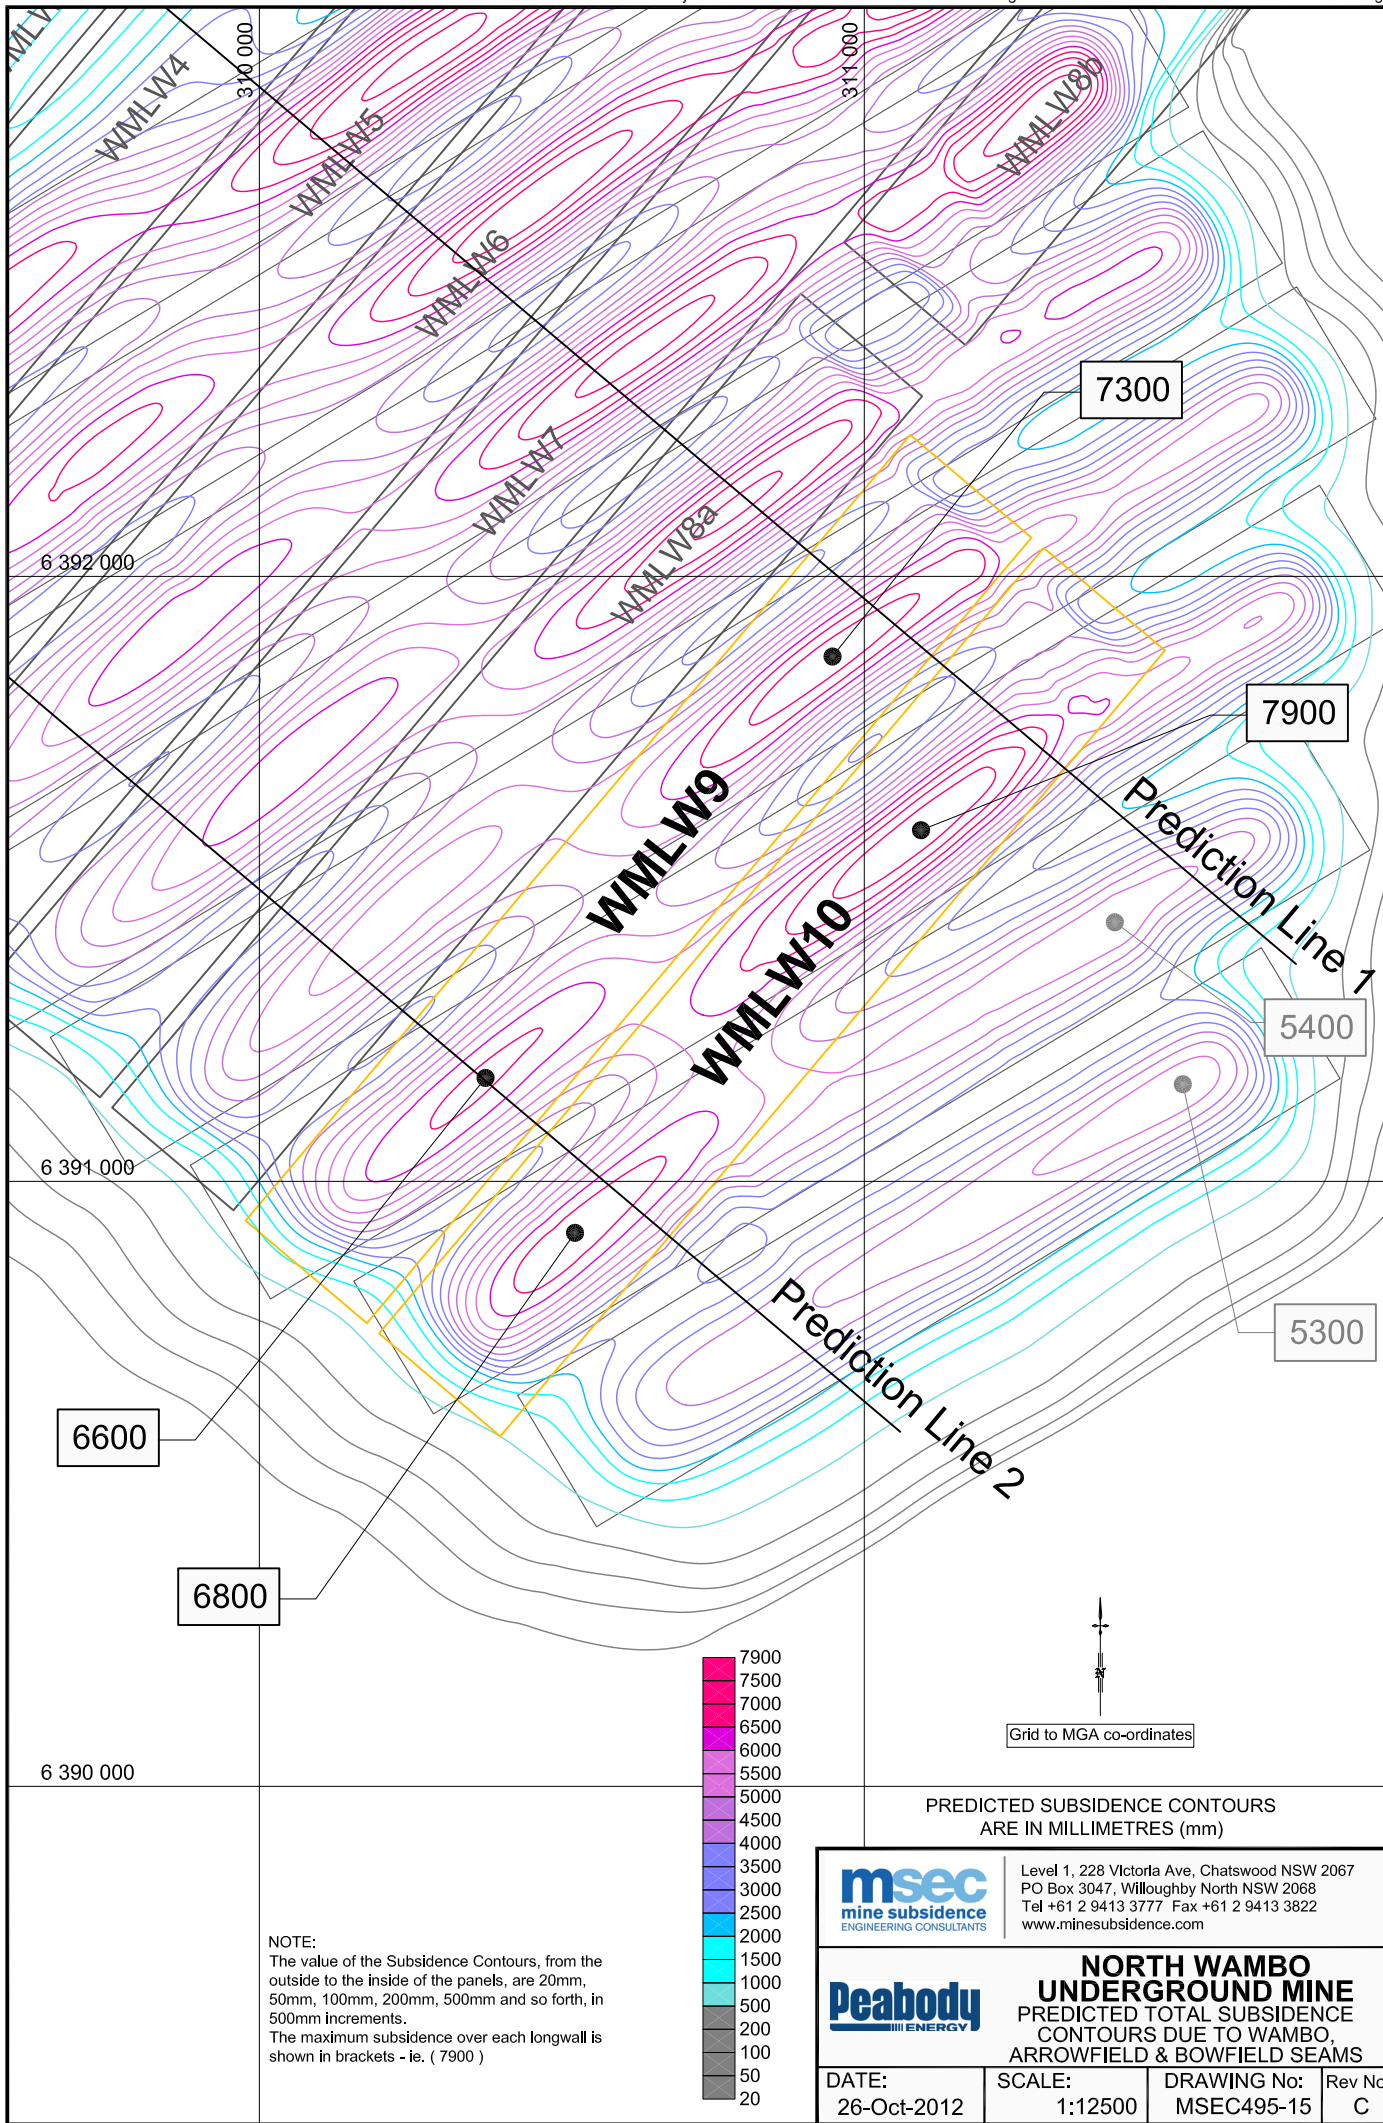 310 000
311 000
WMLW4
WMLW5
WMLW6
WMLW7
WMLW8a
WMLW8b
7300
6 392 000
7900
WMLW9
WMLW10
Prediction Line 1
5400
6 391 000
5300
Prediction Line 2
6600
6800
7900
7500
7000
6500
6000
5500
5000
4500
4000
3500
3000
2500
2000
1500
1000
500
200
100
50
20
N
Grid to MGA co-ordinates
6 390 000
PREDICTED SUBSIDENCE CONTOURS
ARE IN MILLIMETRES (mm)
NOTE:
The value of the Subsidence Contours, from the
outside to the inside of the panels, are 20mm,
50mm, 100mm, 200mm, 500mm and so forth, in
500mm increments.
The maximum subsidence over each longwall is
shown in brackets - ie. ( 7900 )
msec
mine subsidence
ENGINEERING CONSULTANTS
Level 1, 228 Victoria Ave, Chatswood NSW 2067
PO Box 3047, Willoughby North NSW 2068
Tel +61 2 9413 3777 Fax +61 2 9413 3822
www.minesubsidence.com
Peabody
ENERGY
NORTH WAMBO
UNDERGROUND MINE
PREDICTED TOTAL SUBSIDENCE
CONTOURS DUE TO WAMBO,
ARROWFIELD & BOWFIELD SEAMS
DATE:
26-Oct-2012
SCALE:
1:12500
DRAWING No:
MSEC495-15
Rev No
C